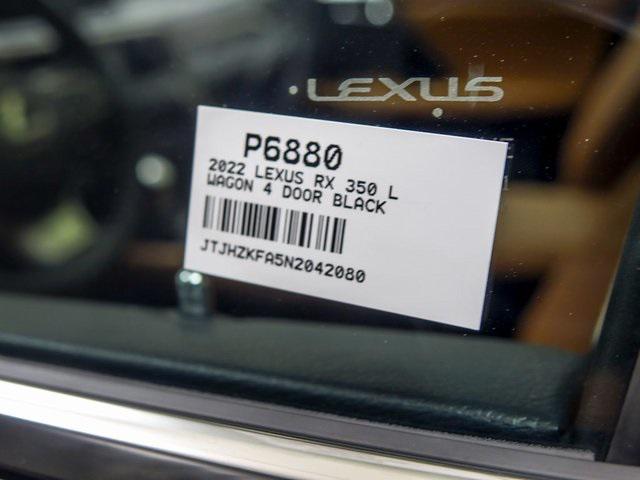 LEXUS
P6880
2022 LEXUS RX 350 L
WAGON 4 DOOR BLACK
JTJHZKFA5N2042080